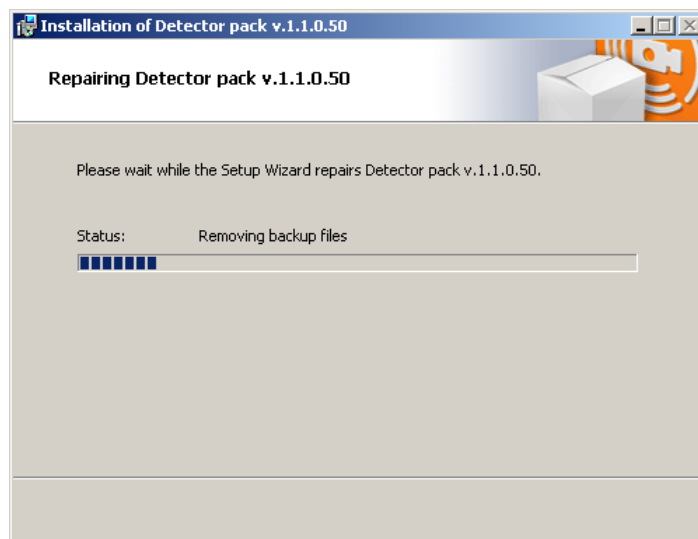 Installation of Detector pack v.1.1.0.50
Repairing Detector pack v.1.1.0.50
Please wait while the Setup Wizard repairs Detector pack v.1.1.0.50.
Status: Removing backup files